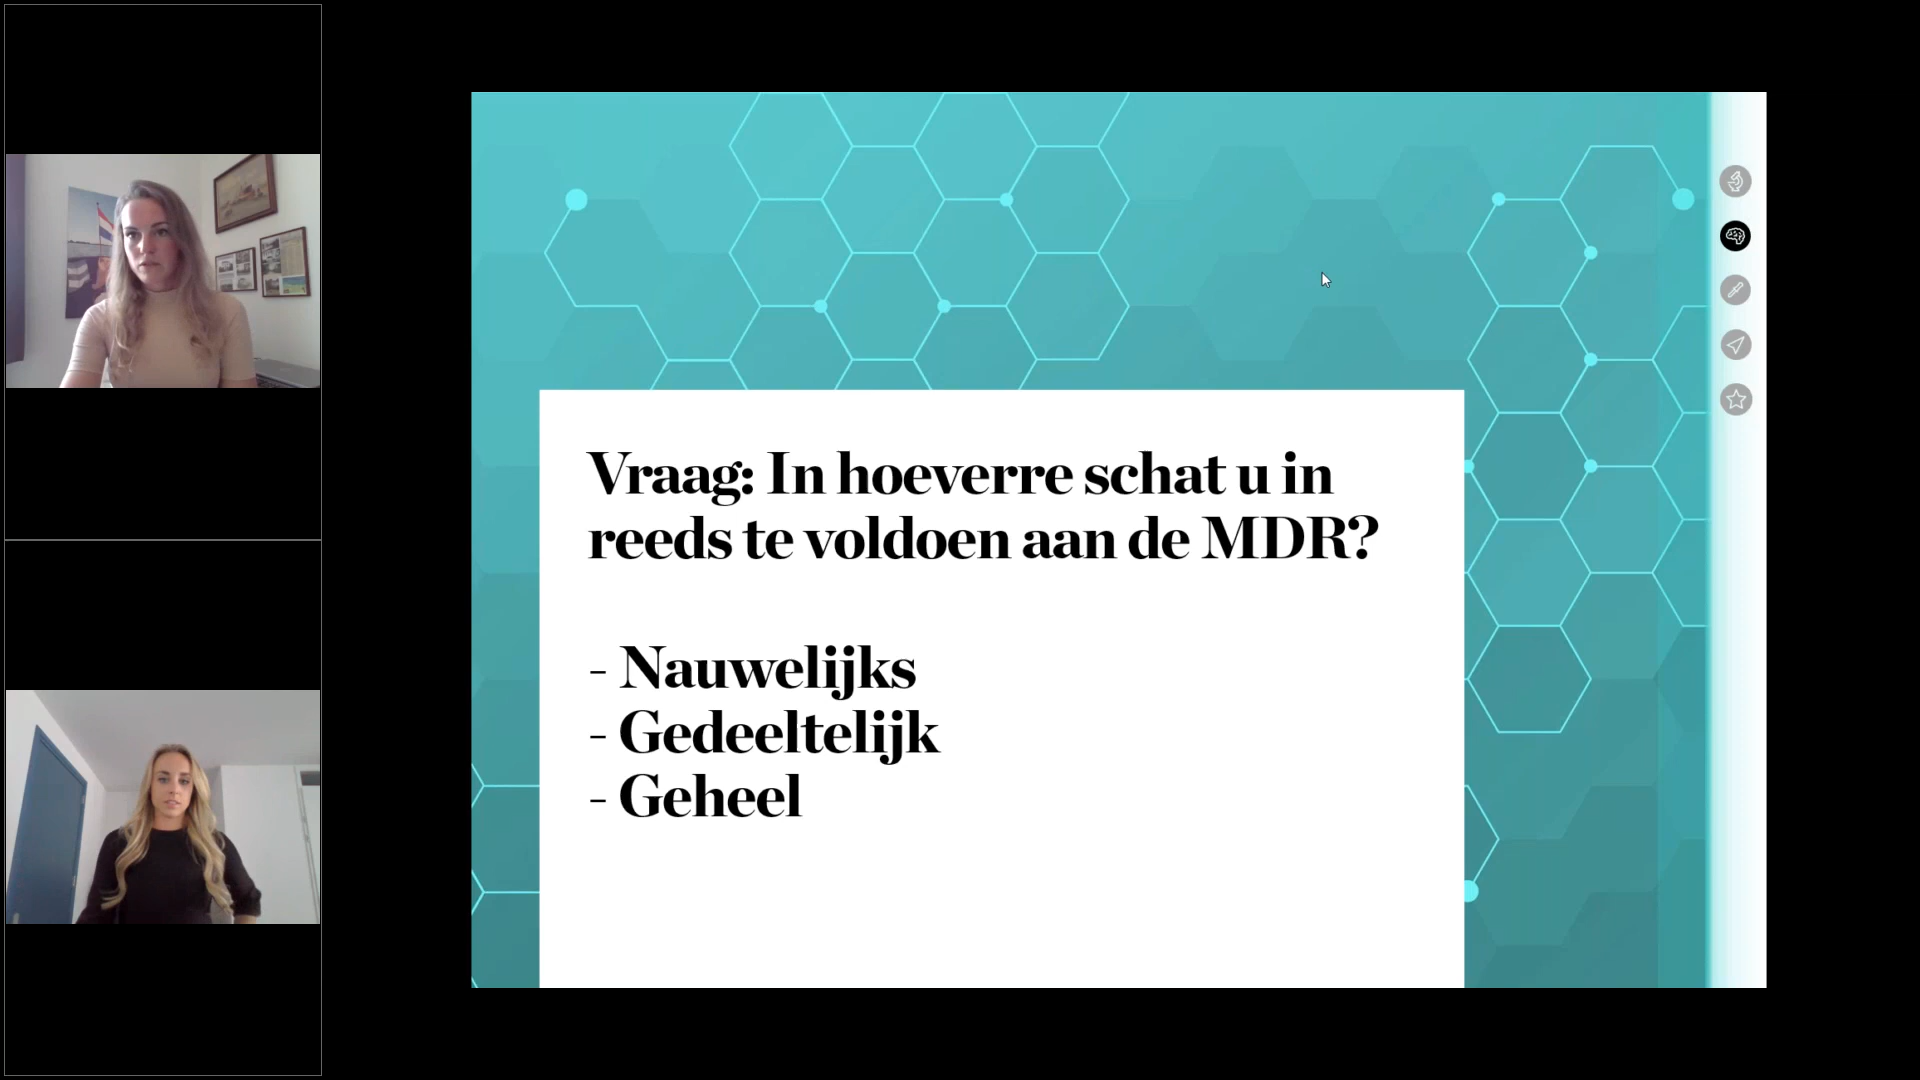 Vraag: In hoeverre schat u in
reeds te voldoen aan de MDR?
- Nauwelijks
- Gedeeltelijk
- Geheel